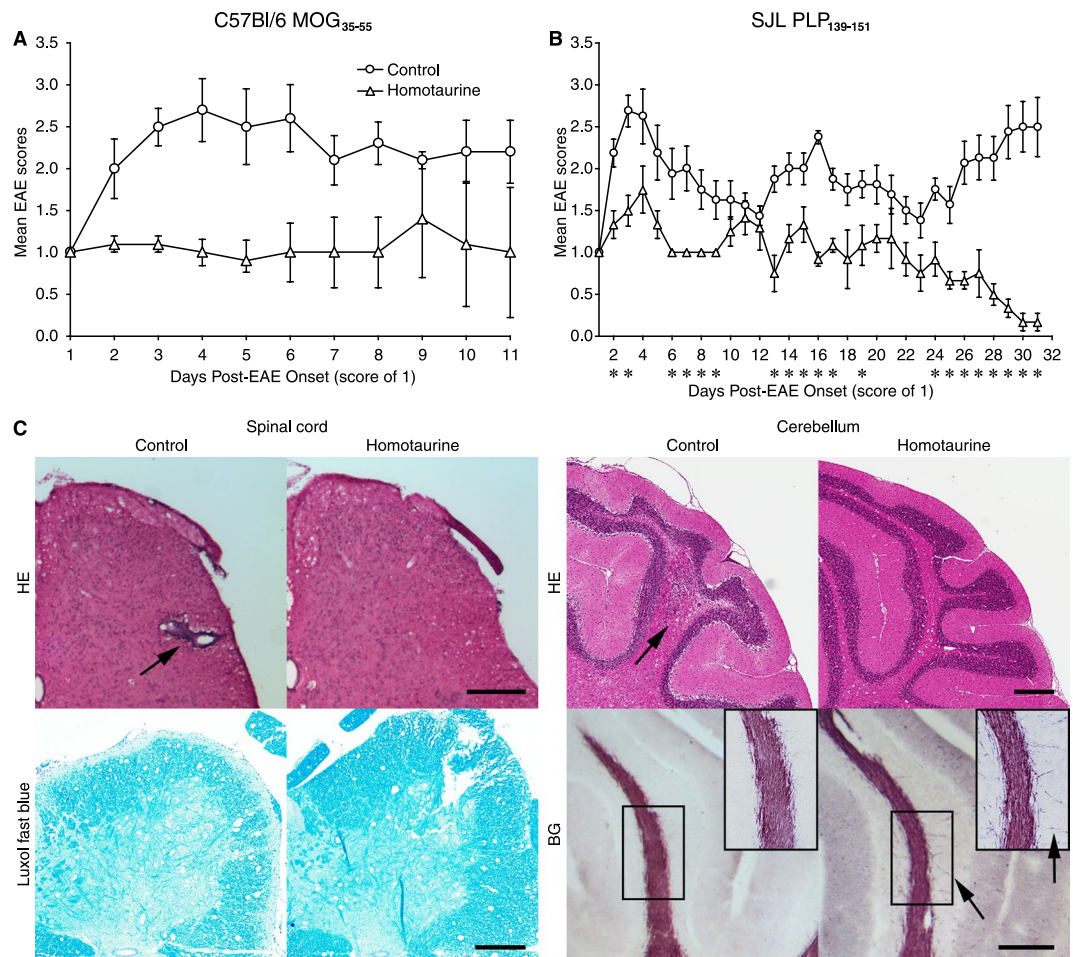 C57Bl/6 MOG35-55
A
Mean EAE scores
3.5
3.0
2.5
2.0
1.5
1.0
0.5
0.0
Control
Homotaurine
1 2 3 4 5 6 7 8 9 10 11
Days Post-EAE Onset (score of 1)
SJL PLP139-151
B
Mean EAE scores
3.5
3.0
2.5
2.0
1.5
1.0
0.5
0.0
2 4 6 8 10 12 14 16 18 20 22 24 26 28 30 32
* * * * * * * * * * * * * * * * * * *
Days Post-EAE Onset (score of 1)
C
Spinal cord
Control Homotaurine
HE
Luxol fast blue
Cerebellum
Control Homotaurine
HE
BG